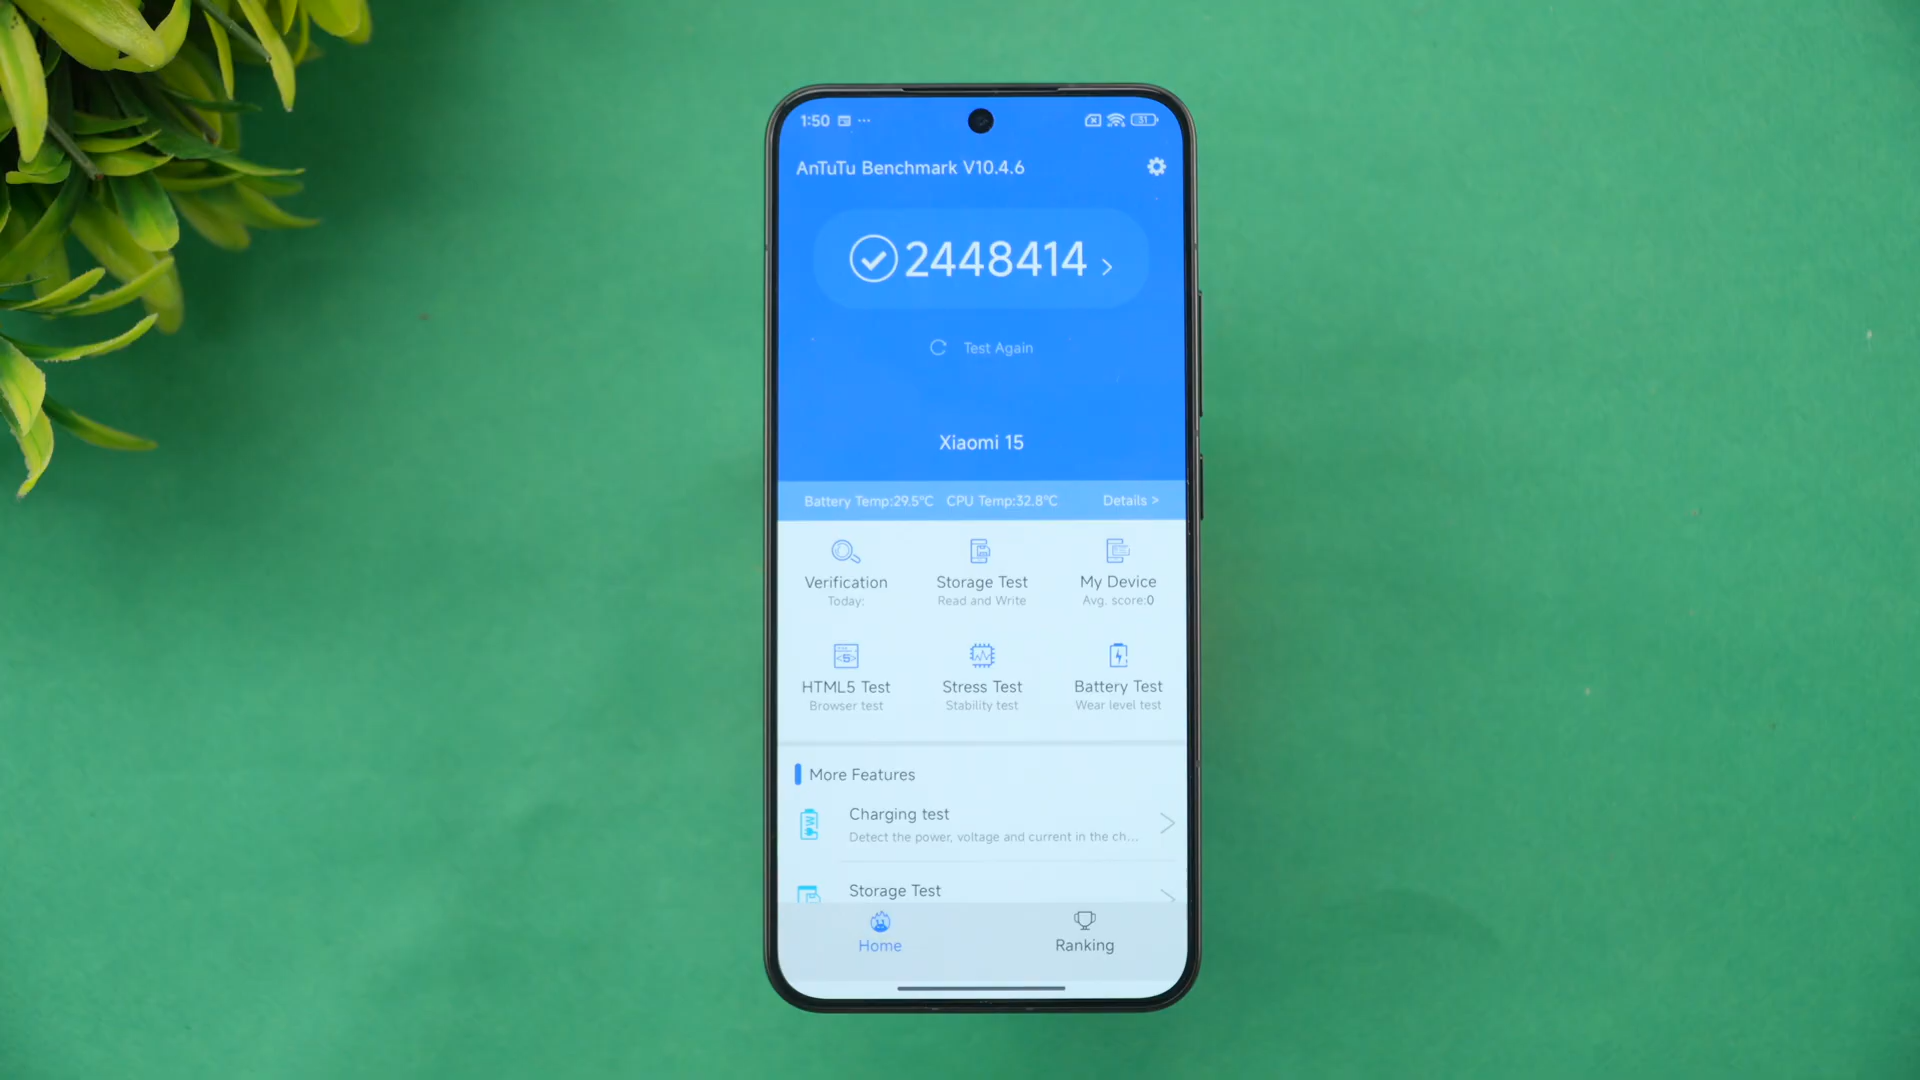 1:50 ... 31
AnTuTu Benchmark V10.4.6
2448414 >
Test Again
Xiaomi 15
Battery Temp:29.5°C CPU Temp:32.8°C Details >
Verification Storage Test My Device
Today: Read and Write Avg. score:0
HTML5 Test Stress Test Battery Test
Browser test Stability test Wear level test
More Features
Charging test
Detect the power, voltage and current in the ch...
Storage Test
Home Ranking